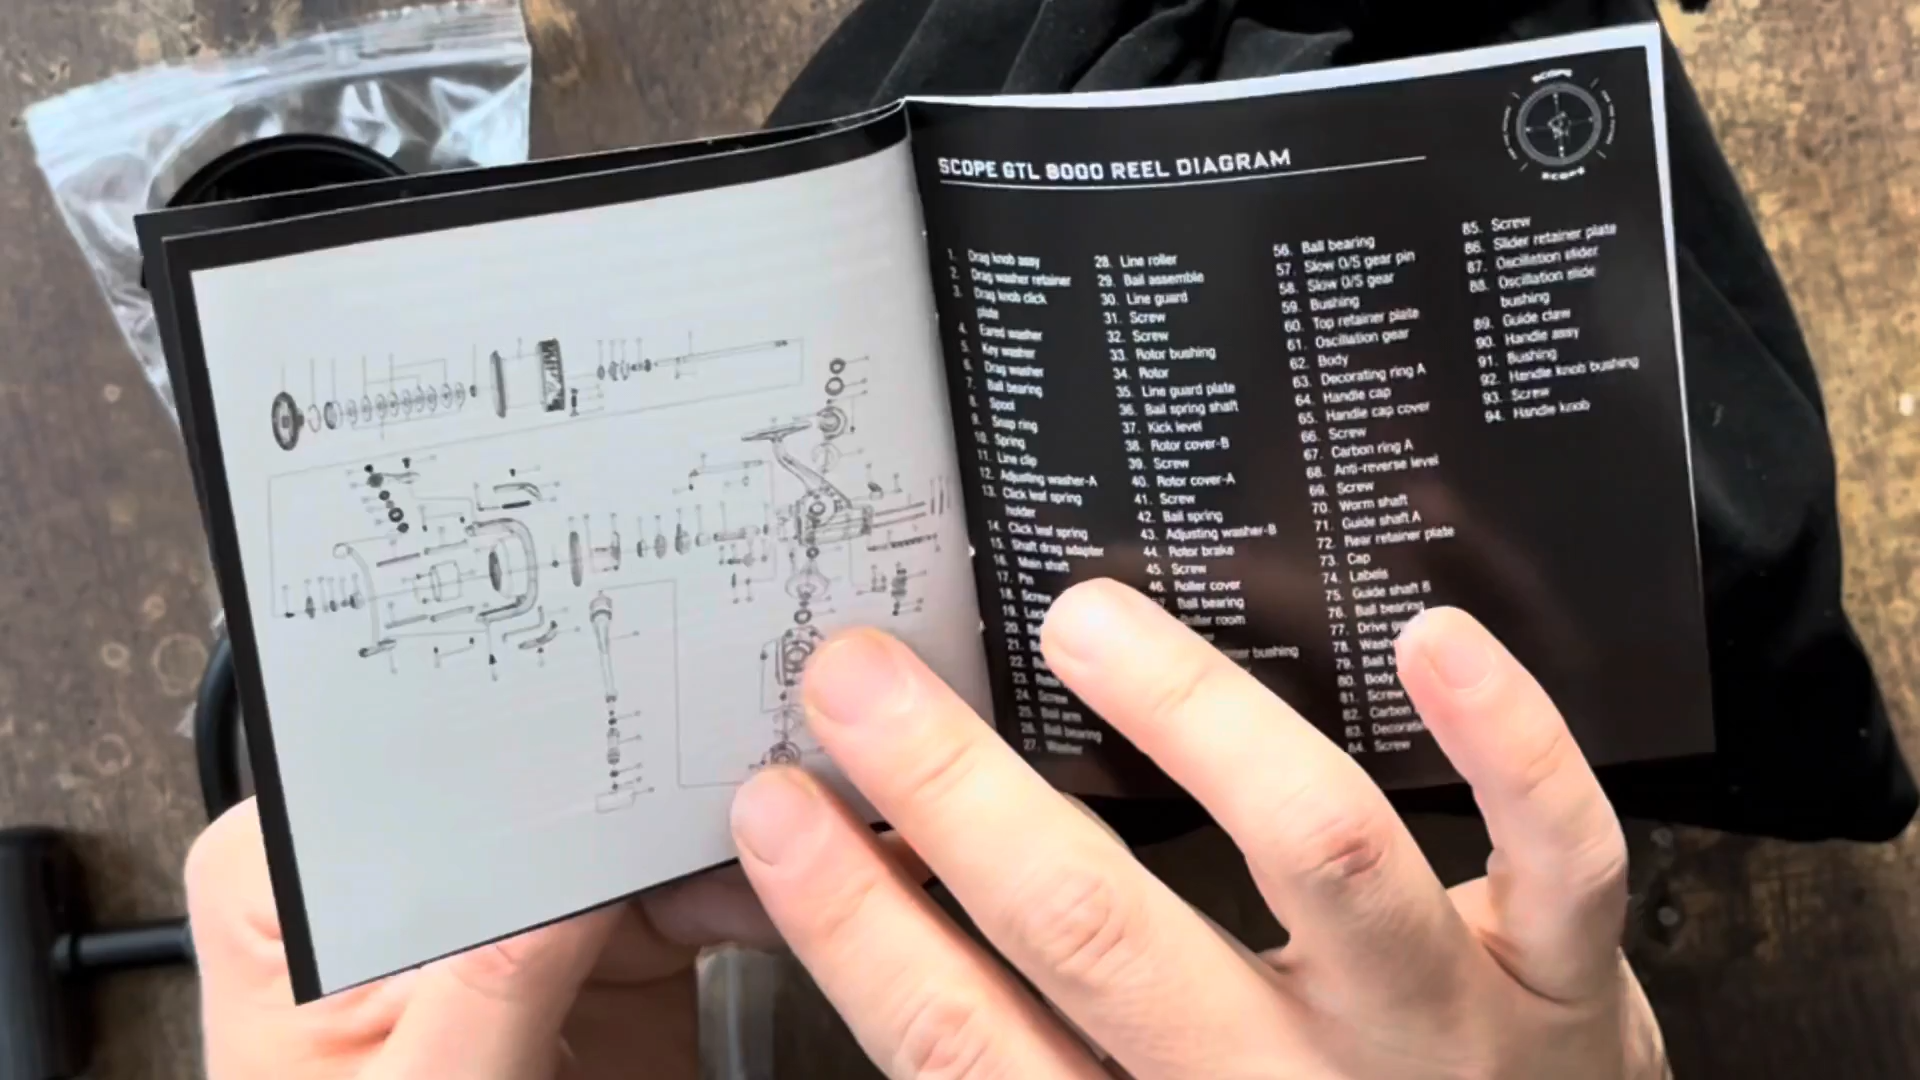 SCOPE GTL 8000 REEL DIAGRAM
SCOPE
SCOPE
1. Drag knob assy
2. Drag washer retainer
3. Drag knob click
plate
4. Eared washer
5. Key washer
6. Drag washer
7. Ball bearing
8. Spool
9. Snap ring
10. Spring
11. Line clip
12. Adjusting washer-A
13. Click leaf spring
holder
14. Click leaf spring
15. Shaft drag adapter
16. Main shaft
17. Pin
18. Screw
19.
20.
21.
22.
23.
24. Screw
25. Bail arm
26. Ball bearing
27. Washer
28. Line roller
29. Bail assemble
30. Line guard
31. Screw
32. Screw
33. Rotor bushing
34. Rotor
35. Line guard plate
36. Bail spring shaft
37. Kick level
38. Rotor cover-B
39. Screw
40. Rotor cover-A
41. Screw
42. Bail spring
43. Adjusting washer-B
44. Rotor brake
45. Screw
46. Roller cover
Ball bearing
room
bushing
56. Ball bearing
57. Slow O/S gear pin
58. Slow O/S gear
59. Bushing
60. Top retainer plate
61. Oscillation gear
62. Body
63. Decorating ring A
64. Handle cap
65. Handle cap cover
66. Screw
67. Carbon ring A
68. Anti-reverse level
69. Screw
70. Worm shaft
71. Guide shaft A
72. Rear retainer plate
73. Cap
74. Labels
75. Guide shaft B
76. Ball bearing
77. Drive
78.
79. Ball
80. Body
81. Screw
82. Carbon
83.
84. Screw
85. Screw
86. Slider retainer plate
87. Oscillation slider
88. Oscillation slide
bushing
89. Guide claw
90. Handle assy
91. Bushing
92. Handle knob bushing
93. Screw
94. Handle knob